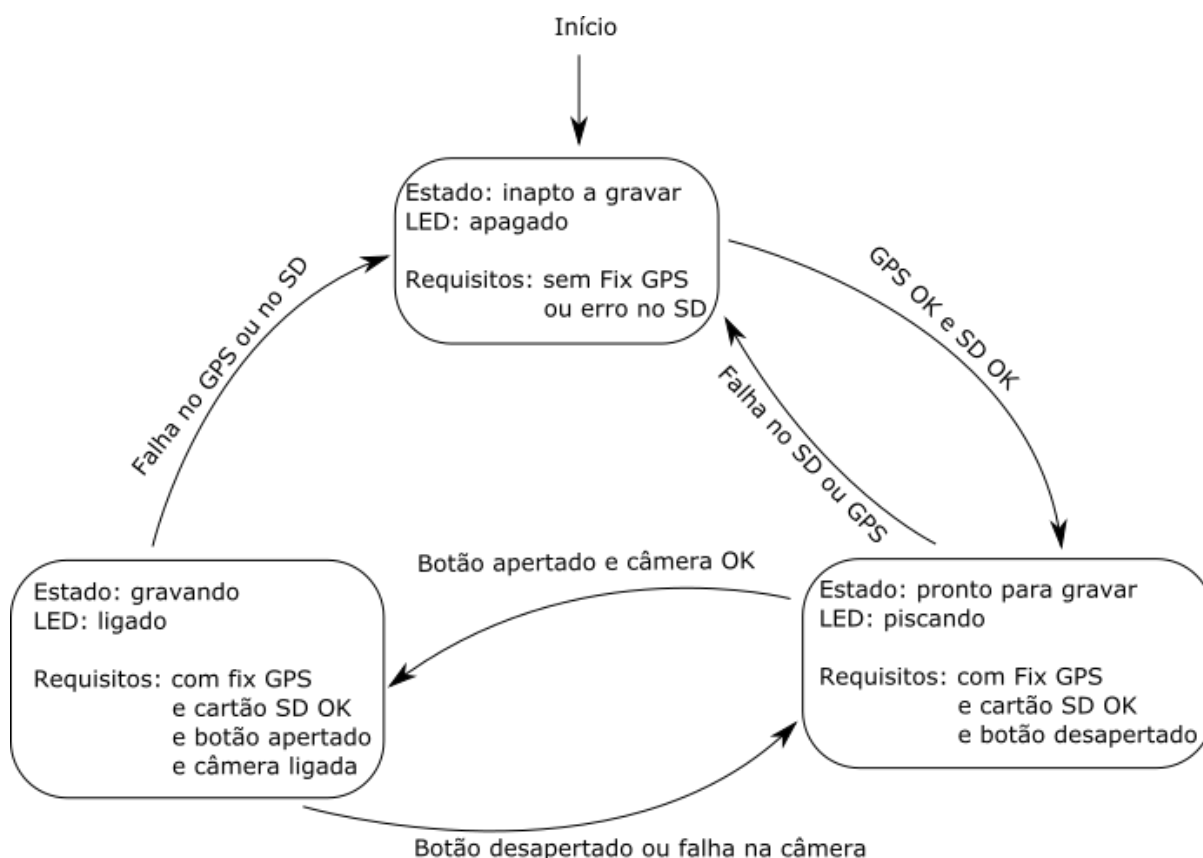 Início
Estado: inapto a gravar
LED: apagado
Requisitos: sem Fix GPS
ou erro no SD
GPS OK e SD OK
Falha no GPS ou no SD
Falha no SD ou GPS
Botão apertado e câmera OK
Estado: gravando
LED: ligado
Requisitos: com fix GPS
e cartão SD OK
e botão apertado
e câmera ligada
Estado: pronto para gravar
LED: piscando
Requisitos: com Fix GPS
e cartão SD OK
e botão desapertado
Botão desapertado ou falha na câmera